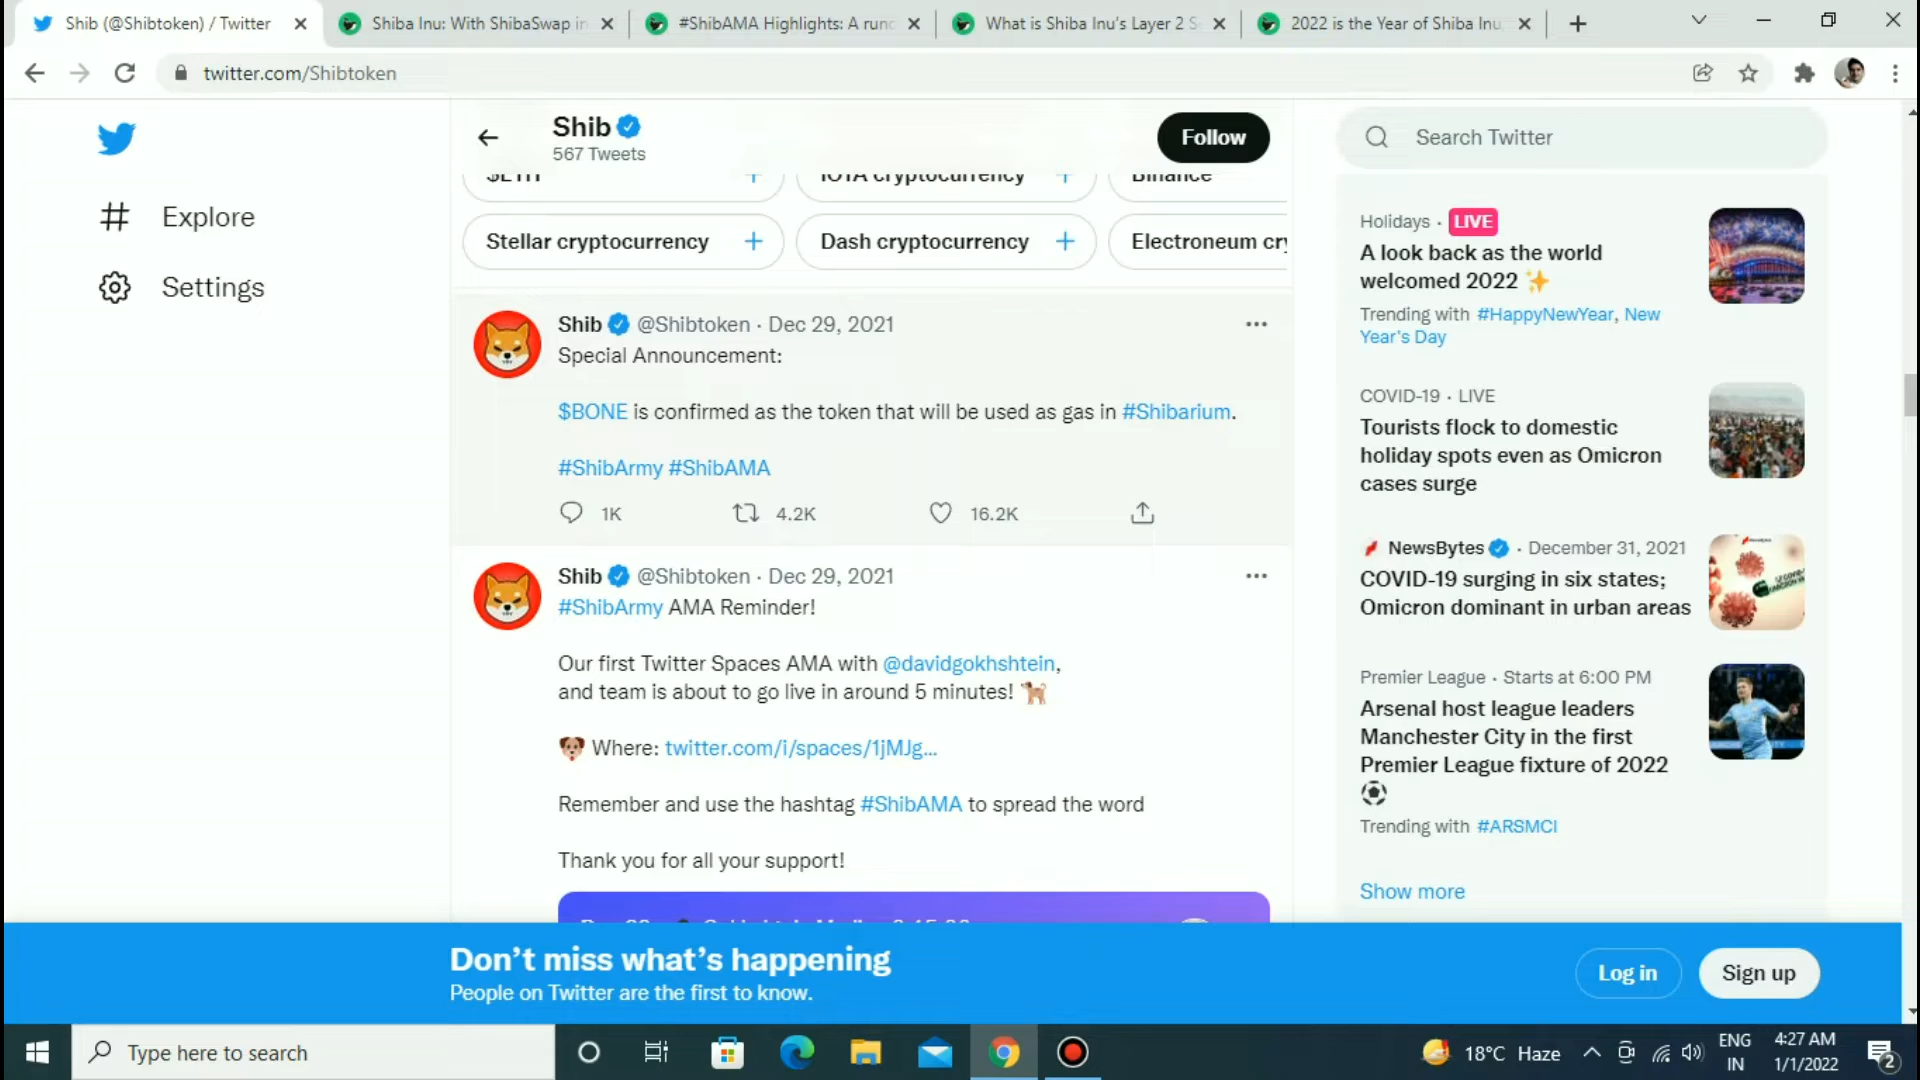 Shib (@Shibtoken) / Twitter
Shiba Inu: With ShibaSwap in
#ShibAMA Highlights: A run
What is Shiba Inu's Layer 2 S
2022 is the Year of Shiba Inu
twitter.com/Shibtoken
Shib
567 Tweets
Follow
Search Twitter
Explore
Settings
$ETH
IOTA cryptocurrency
Binance
Stellar cryptocurrency
Dash cryptocurrency
Electroneum cry
Shib @Shibtoken · Dec 29, 2021
Special Announcement:
$BONE is confirmed as the token that will be used as gas in #Shibarium.
#ShibArmy #ShibAMA
1K 4.2K 16.2K
Shib @Shibtoken · Dec 29, 2021
#ShibArmy AMA Reminder!
Our first Twitter Spaces AMA with @davidgokhshtein,
and team is about to go live in around 5 minutes! 🐕
🐶 Where: twitter.com/i/spaces/1jMJg...
Remember and use the hashtag #ShibAMA to spread the word
Thank you for all your support!
Holidays · LIVE
A look back as the world
welcomed 2022 ✨
Trending with #HappyNewYear, New
Year's Day
COVID-19 · LIVE
Tourists flock to domestic
holiday spots even as Omicron
cases surge
NewsBytes · December 31, 2021
COVID-19 surging in six states;
Omicron dominant in urban areas
Premier League · Starts at 6:00 PM
Arsenal host league leaders
Manchester City in the first
Premier League fixture of 2022
⚽
Trending with #ARSMCI
Show more
Don't miss what's happening
People on Twitter are the first to know.
Log in
Sign up
Type here to search
18°C Haze
ENG
IN
4:27 AM
1/1/2022
2